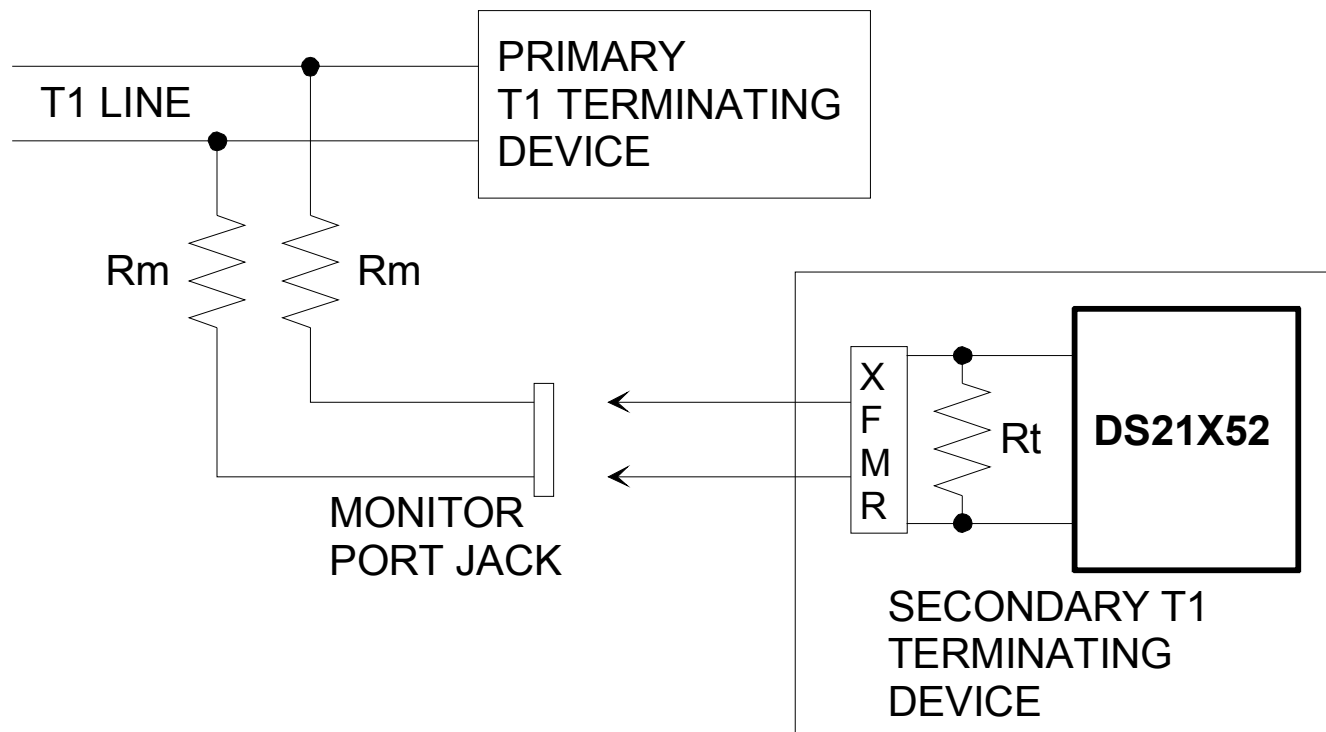 PRIMARY
T1 TERMINATING
DEVICE
T1 LINE
Rm
Rm
X
F
M
R
Rt
DS21X52
MONITOR
PORT JACK
SECONDARY T1
TERMINATING
DEVICE